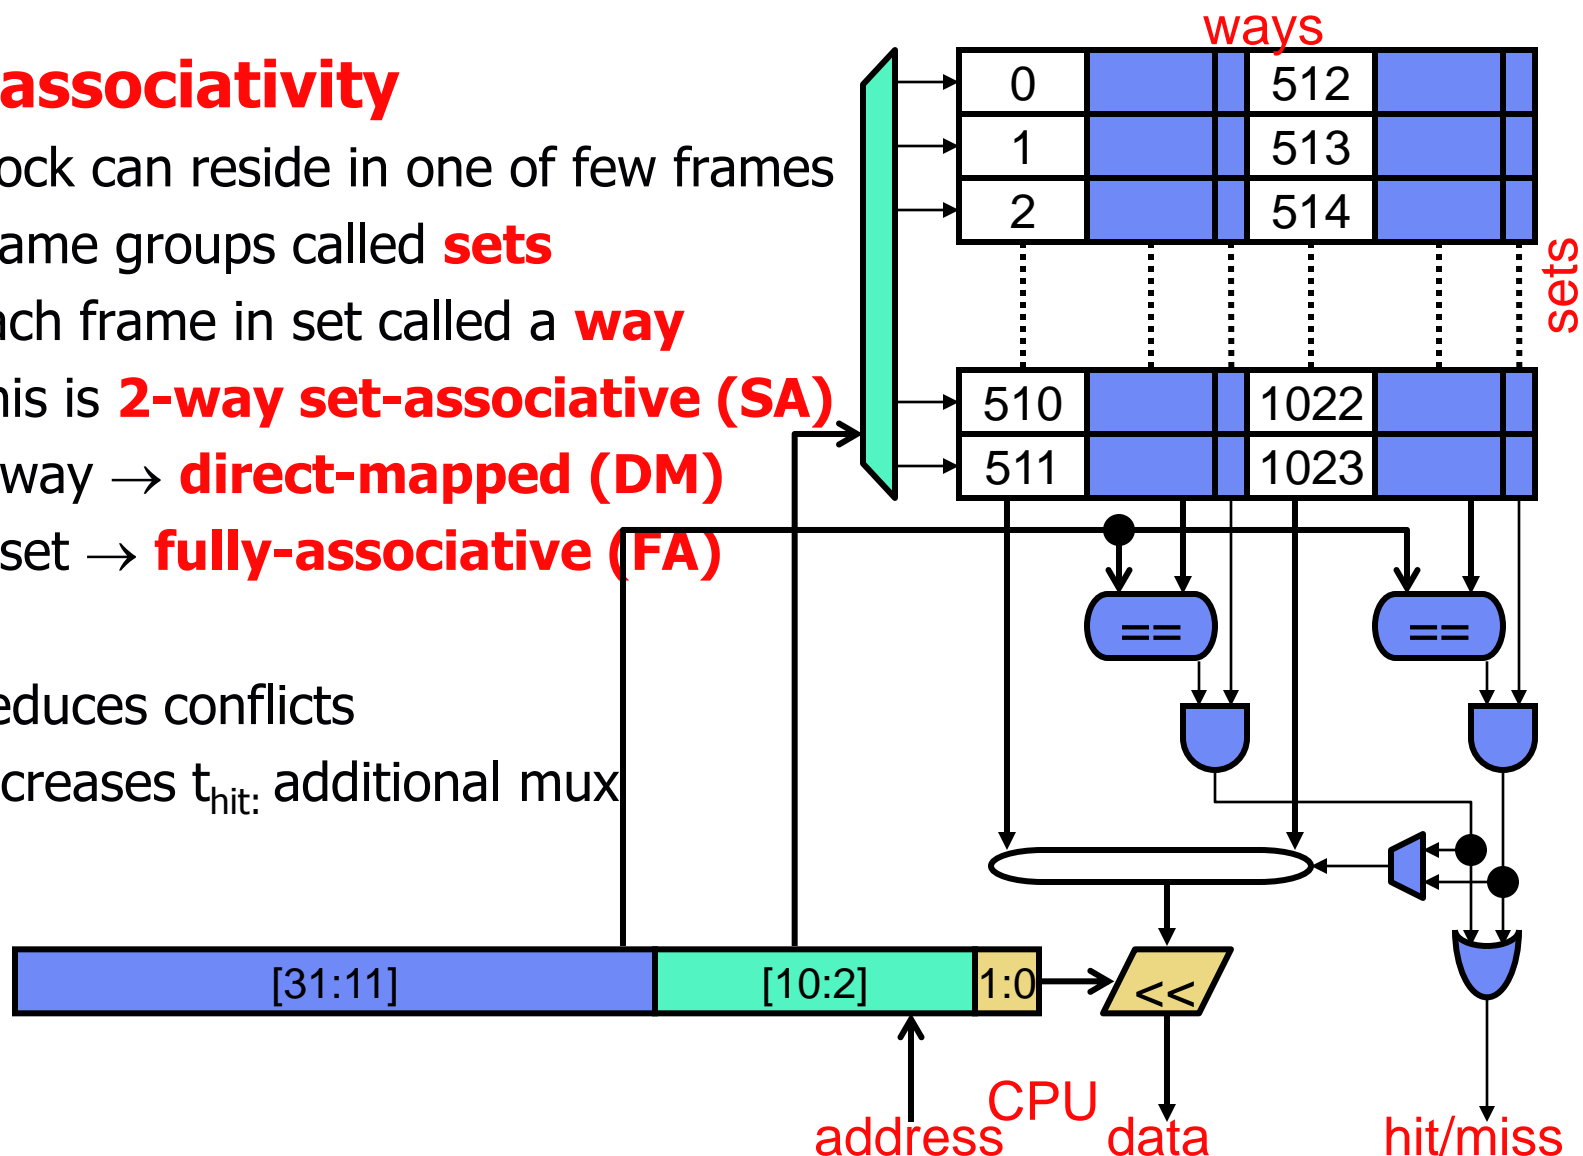 associativity
ock can reside in one of few frames
ame groups called sets
ach frame in set called a way
his is 2-way set-associative (SA)
way → direct-mapped (DM)
set → fully-associative (FA)
educes conflicts
creases thit: additional mux
ways
0 512
1 513
2 514
sets
510 1022
511 1023
== ==
[31:11] [10:2] 1:0 <<
CPU
address data hit/miss